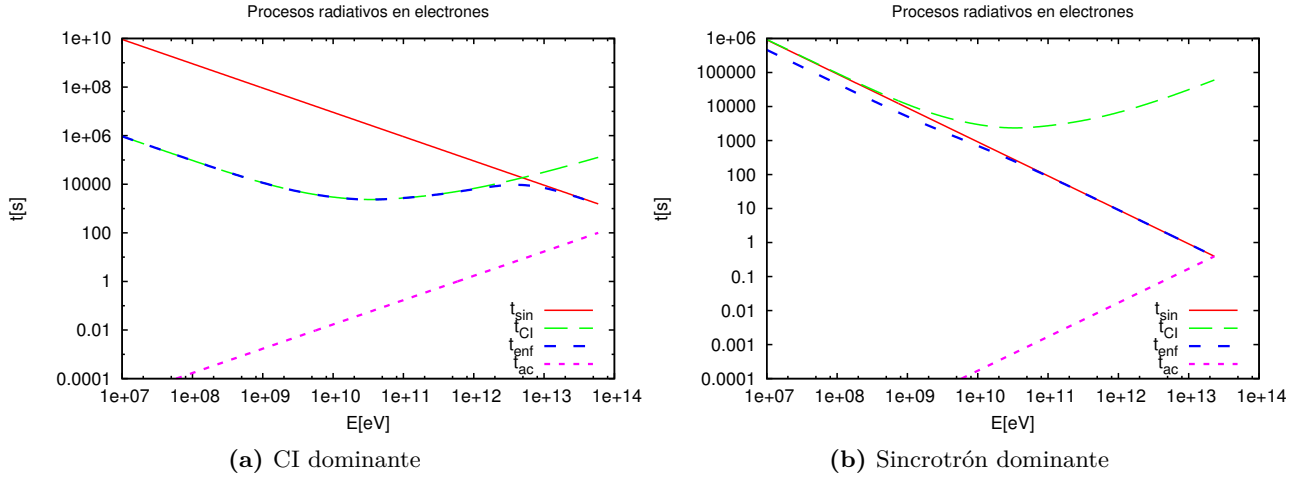 Procesos radiativos en electrones
1e+10
1e+08
1e+06
10000
100
1
0.01
0.0001
t[s]
t_sin
t_CI
t_enf
t_ac
1e+07 1e+08 1e+09 1e+10 1e+11 1e+12 1e+13 1e+14
E[eV]
(a) CI dominante
Procesos radiativos en electrones
1e+06
100000
10000
1000
100
10
1
0.1
0.01
0.001
0.0001
t[s]
t_sin
t_CI
t_enf
t_ac
1e+07 1e+08 1e+09 1e+10 1e+11 1e+12 1e+13 1e+14
E[eV]
(b) Sincrotrón dominante